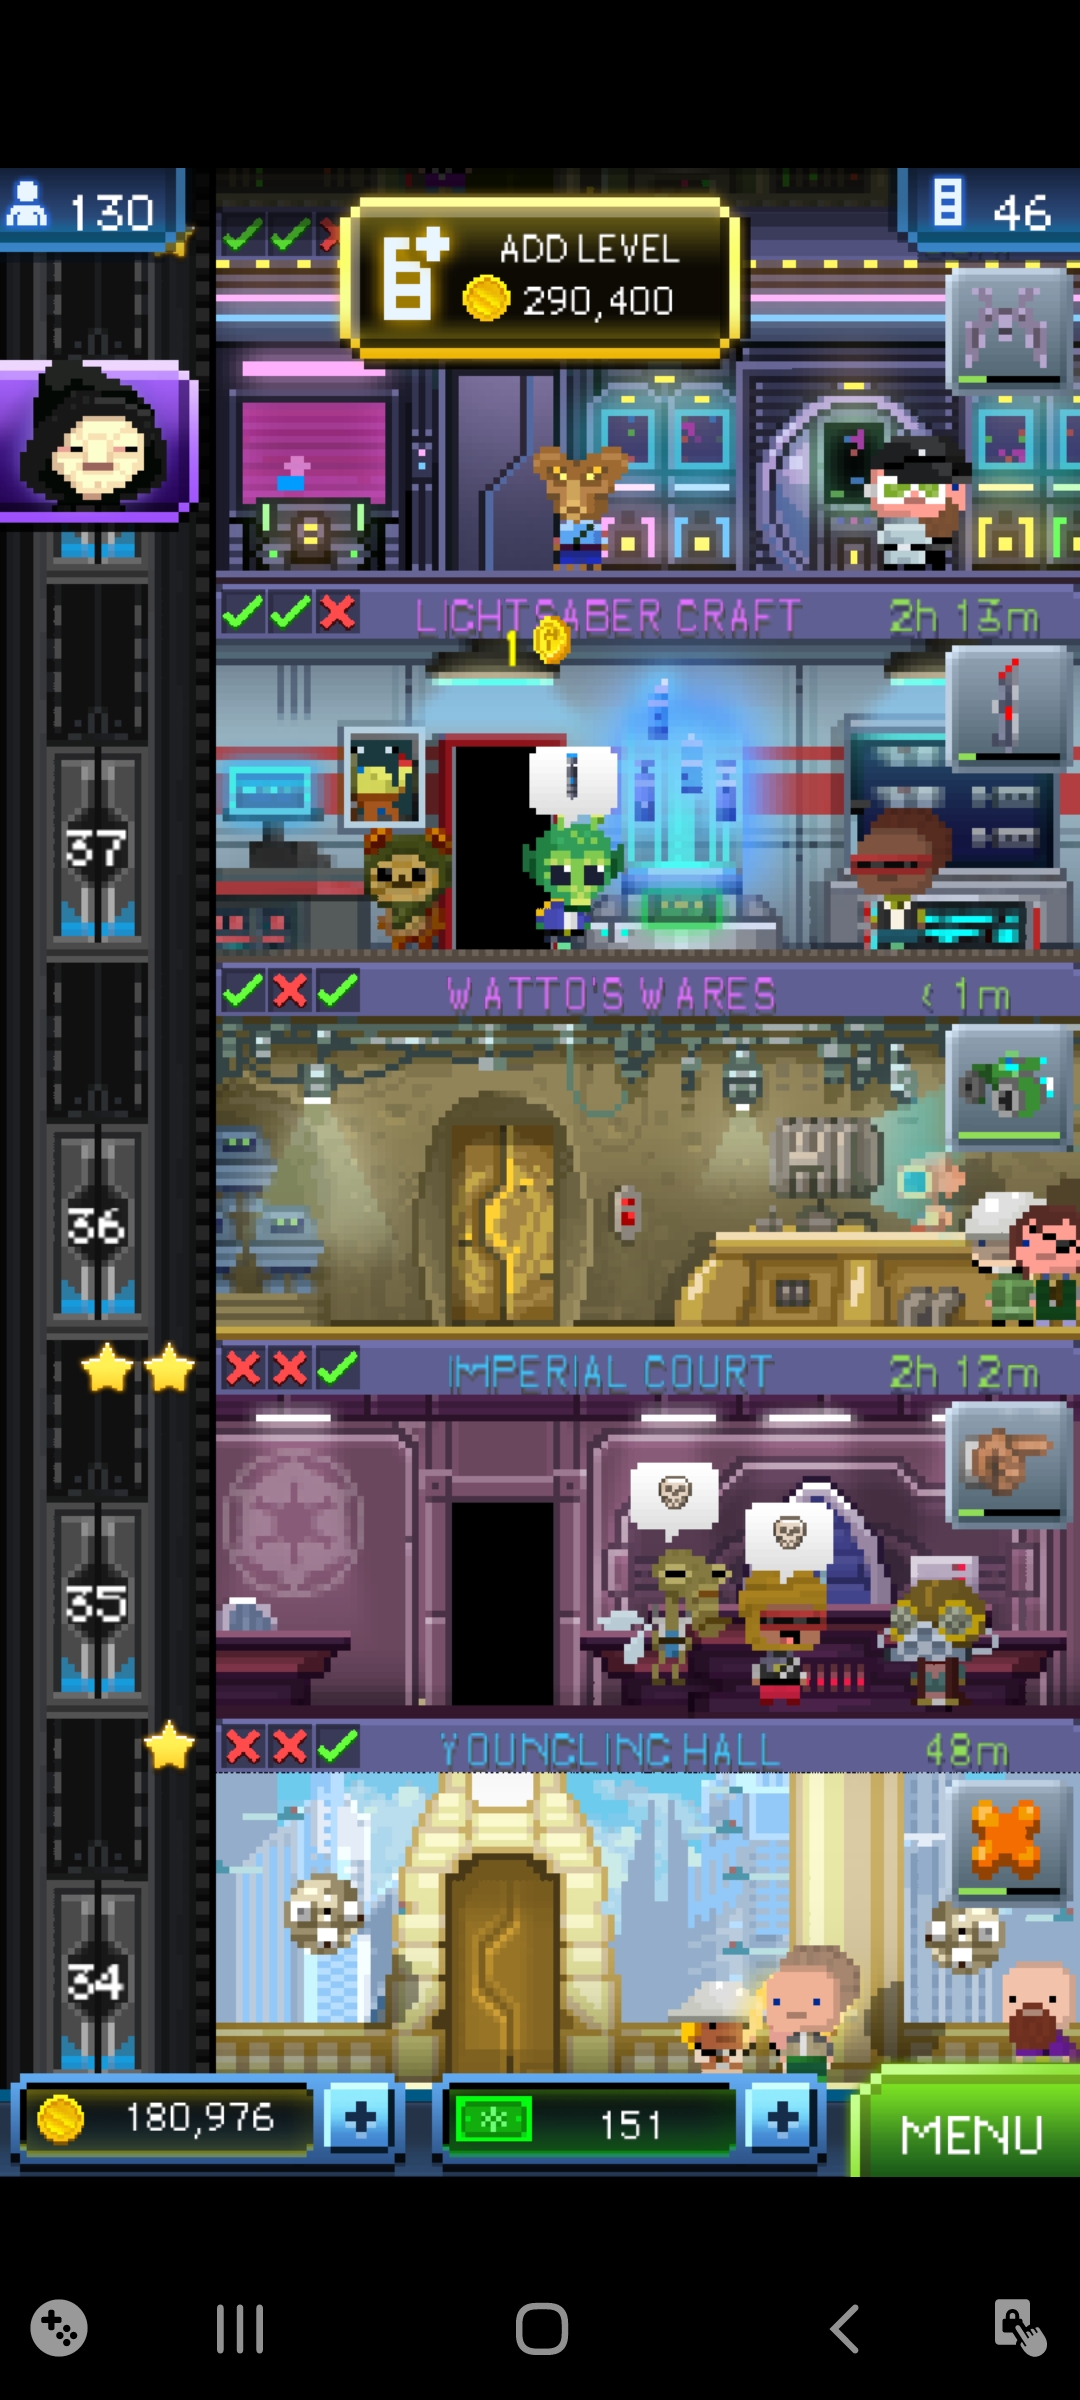 130
46
ADD LEVEL
290,400
LIGHTSABER CRAFT
2h 13m
1
37
WATTO'S WARES
< 1m
36
IMPERIAL COURT
2h 12m
35
YOUNGLING HALL
48m
34
180,976
151
MENU